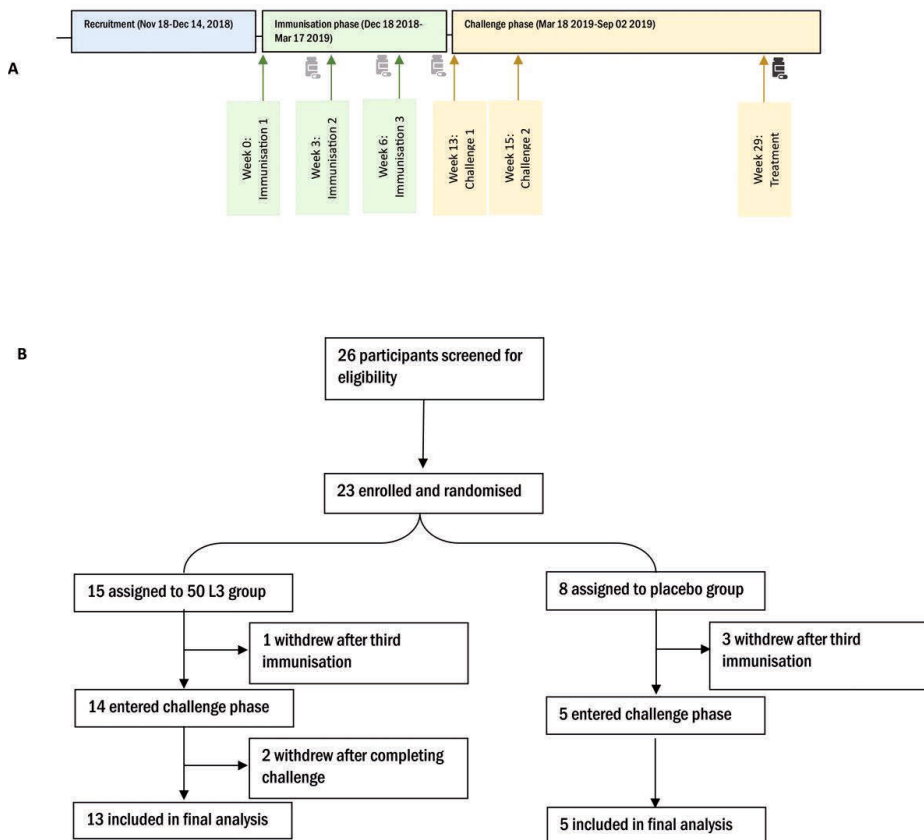 Recruitment (Nov 18-Dec 14, 2018)
Immunisation phase (Dec 18 2018-
Mar 17 2019)
Challenge phase (Mar 18 2019-Sep 02 2019)
A
Week 0:
Immunisation 1
Week 3:
Immunisation 2
Week 6:
Immunisation 3
Week 13:
Challenge 1
Week 15:
Challenge 2
Week 29:
Treatment
B
26 participants screened for
eligibility
23 enrolled and randomised
15 assigned to 50 L3 group
8 assigned to placebo group
1 withdrew after third
immunisation
3 withdrew after third
immunisation
14 entered challenge phase
5 entered challenge phase
2 withdrew after completing
challenge
13 included in final analysis
5 included in final analysis